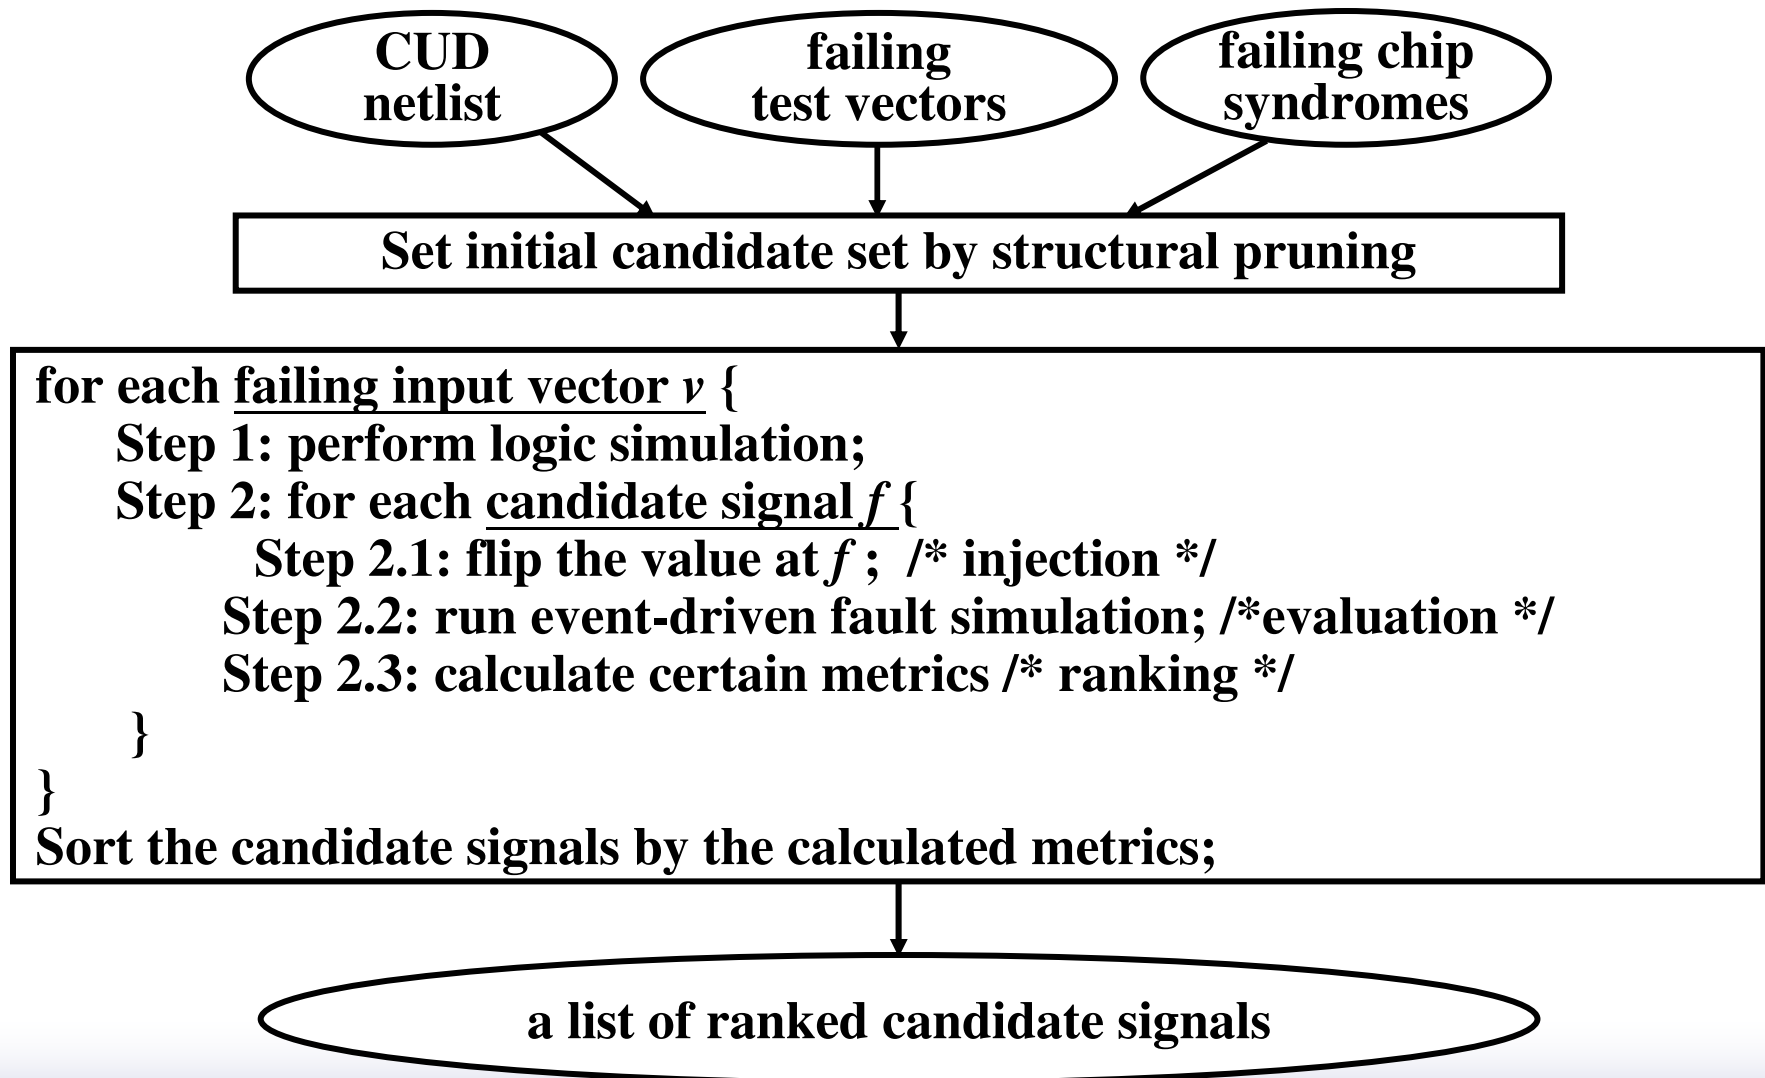 CUD
netlist
failing
test vectors
failing chip
syndromes
Set initial candidate set by structural pruning
for each failing input vector v {
Step 1: perform logic simulation;
Step 2: for each candidate signal f {
Step 2.1: flip the value at f ; /* injection */
Step 2.2: run event-driven fault simulation; /*evaluation */
Step 2.3: calculate certain metrics /* ranking */
}
}
Sort the candidate signals by the calculated metrics;
a list of ranked candidate signals